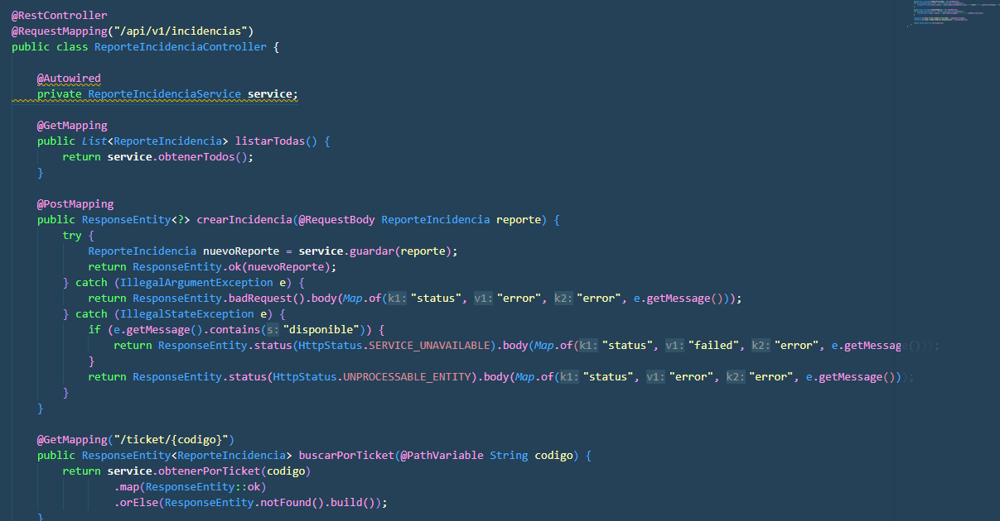 @RestController
@RequestMapping("/api/v1/incidencias")
public class ReporteIncidenciaController {
@Autowired
private ReporteIncidenciaService service;
@GetMapping
public List<ReporteIncidencia> listarTodas() {
return service.obtenerTodos();
}
@PostMapping
public ResponseEntity<?> crearIncidencia(@RequestBody ReporteIncidencia reporte) {
try {
ReporteIncidencia nuevoReporte = service.guardar(reporte);
return ResponseEntity.ok(nuevoReporte);
} catch (IllegalArgumentException e) {
return ResponseEntity.badRequest().body(Map.of(k1: "status", v1: "error", k2: "error", e.getMessage()));
} catch (IllegalStateException e) {
if (e.getMessage().contains(s: "disponible")) {
return ResponseEntity.status(HttpStatus.SERVICE_UNAVAILABLE).body(Map.of(k1: "status", v1: "failed", k2: "error", e.getMessage()));
}
return ResponseEntity.status(HttpStatus.UNPROCESSABLE_ENTITY).body(Map.of(k1: "status", v1: "error", k2: "error", e.getMessage()));
}
}
@GetMapping("/ticket/{codigo}")
public ResponseEntity<ReporteIncidencia> buscarPorTicket(@PathVariable String codigo) {
return service.obtenerPorTicket(codigo)
.map(ResponseEntity::ok)
.orElse(ResponseEntity.notFound().build());
}